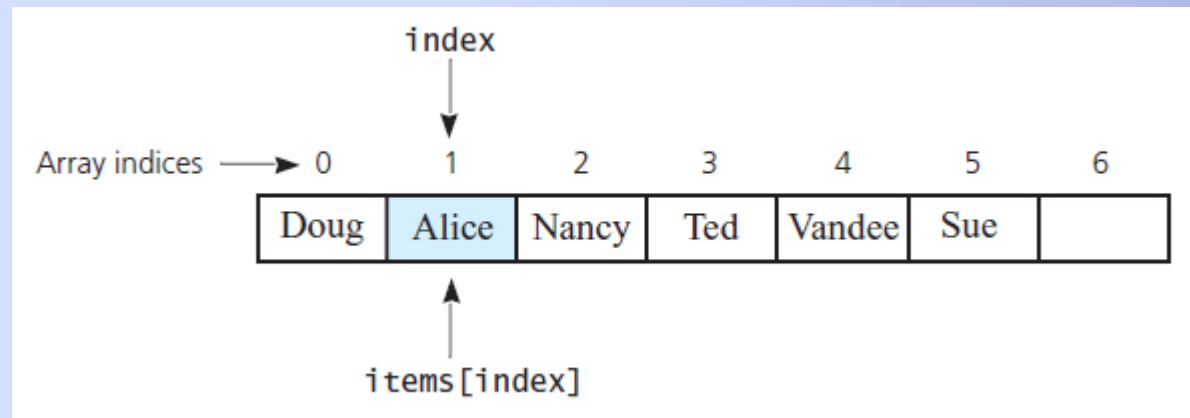 index
Array indices 0 1 2 3 4 5 6
Doug Alice Nancy Ted Vandee Sue
items[index]